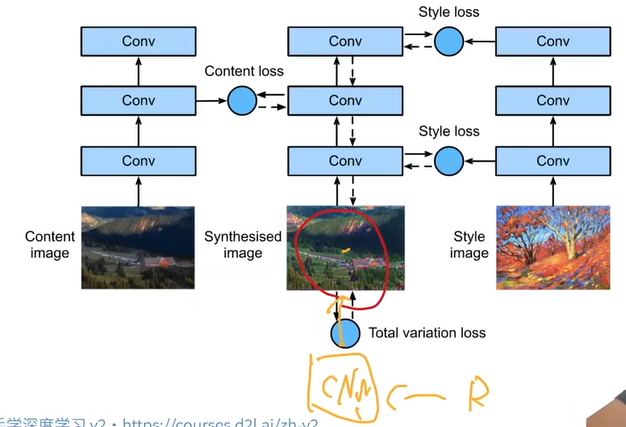 Style loss
Conv Conv Conv
Content loss
Conv Conv Conv
Style loss
Conv Conv Conv
Content image
Synthesised image
Style image
Total variation loss
CNN C — R
手学深度学习 v2 · https://courses.d2l.ai/zh-v2